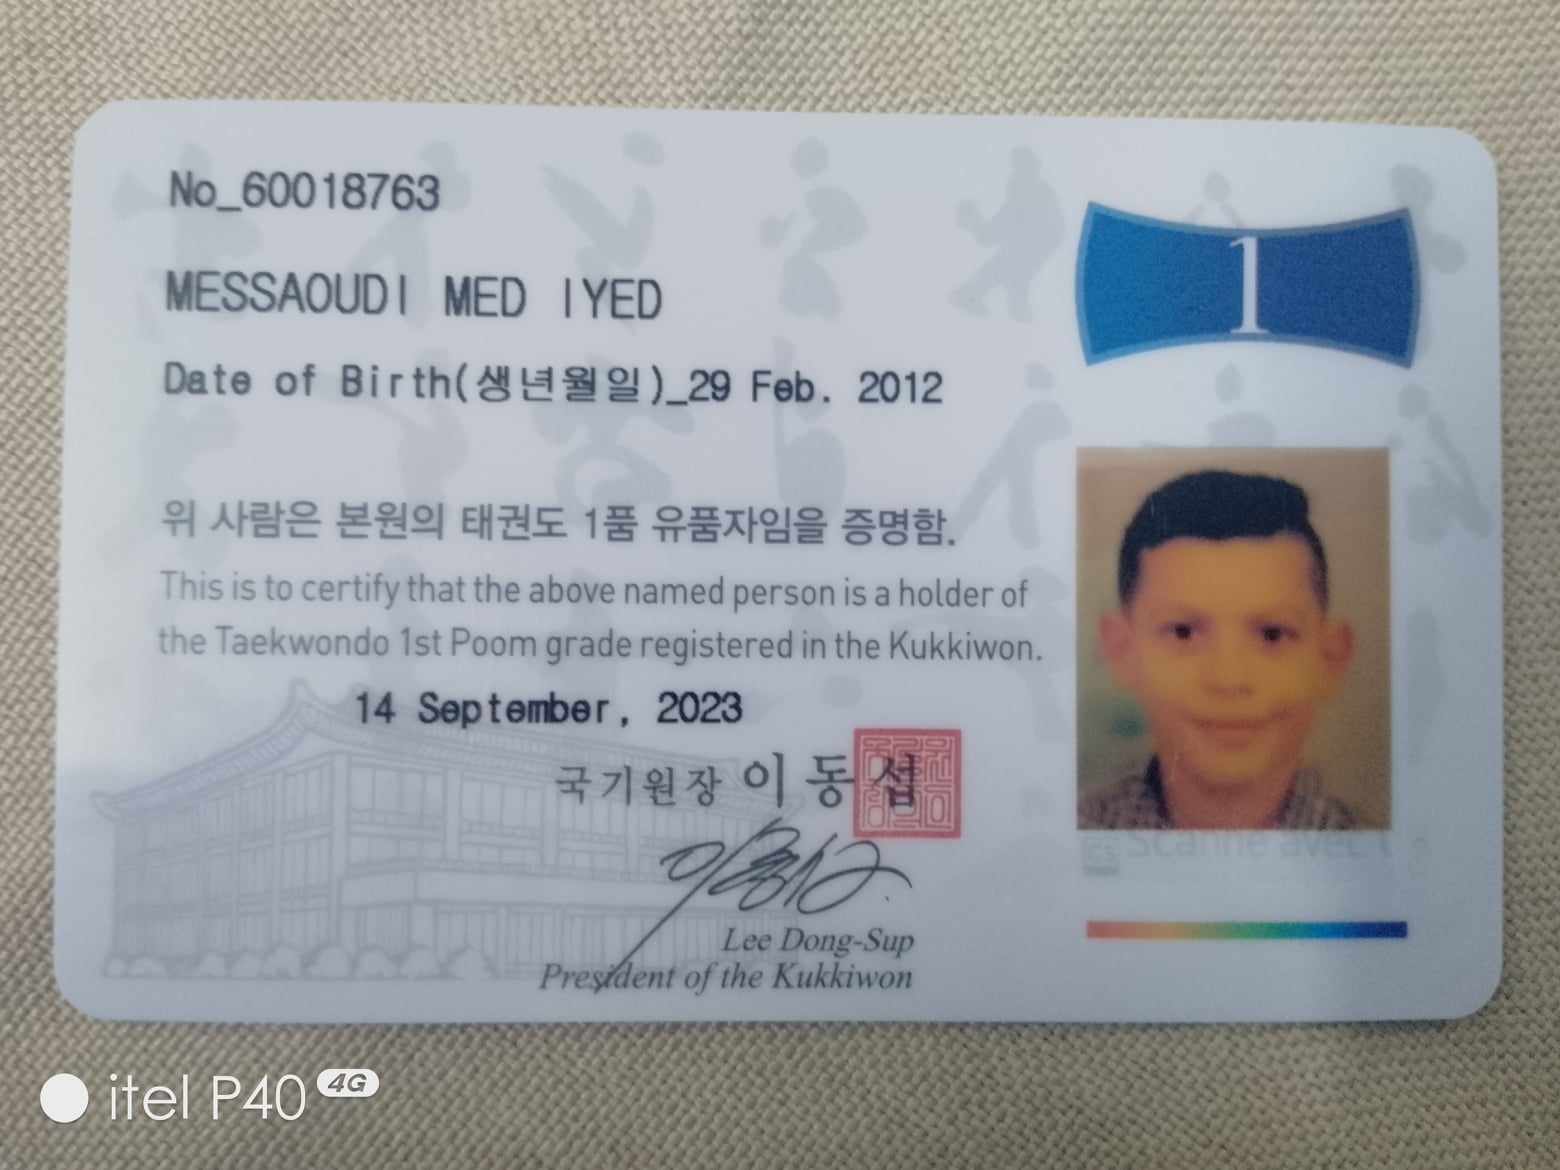 No_60018763
1
MESSAOUDI MED IYED
Date of Birth(생년월일)_29 Feb. 2012
위 사람은 본원의 태권도 1품 유품자임을 증명함.
This is to certify that the above named person is a holder of
the Taekwondo 1st Poom grade registered in the Kukkiwon.
14 September, 2023
국기원장 이동섭
Lee Dong-Sup
President of the Kukkiwon
CS Scanné avec
itel P40 4G